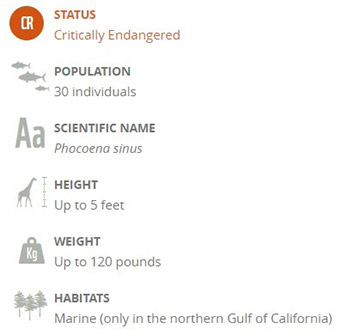 CR
STATUS
Critically Endangered
POPULATION
30 individuals
Aa
SCIENTIFIC NAME
Phocoena sinus
HEIGHT
Up to 5 feet
Kg
WEIGHT
Up to 120 pounds
HABITATS
Marine (only in the northern Gulf of California)